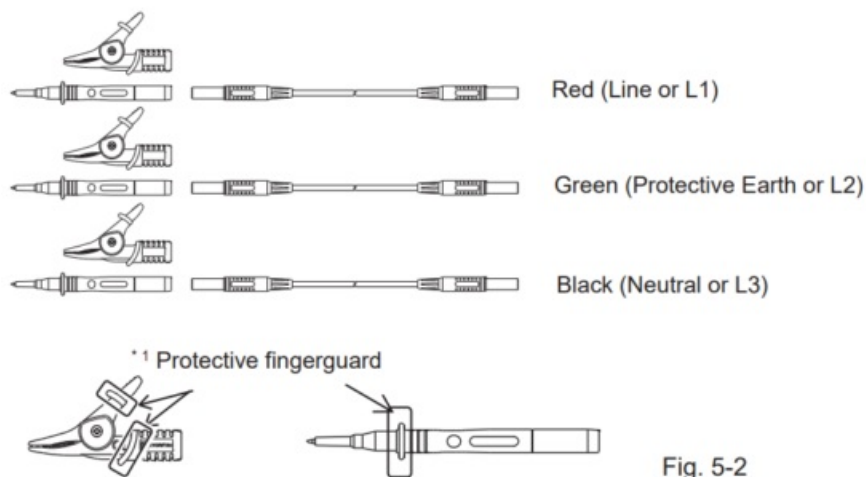 Red (Line or L1)
Green (Protective Earth or L2)
Black (Neutral or L3)
*1 Protective fingerguard
Fig. 5-2